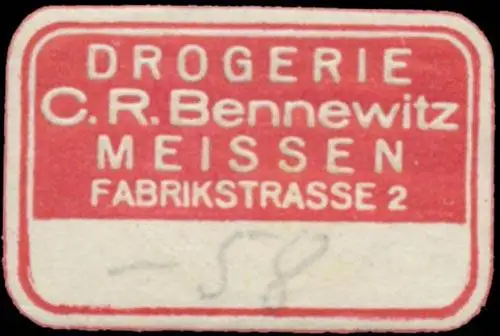 DROGERIE
C. R. Bennewitz
MEISSEN
FABRIKSTRASSE 2
– 58